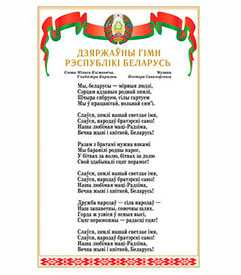 ДЗЯРЖАЎНЫ ГІМН
РЭСПУБЛІКІ БЕЛАРУСЬ
Словы Міхася Клімковіча, Музыка
Уладзіміра Карызны Нестара Сакалоўскага
Мы, беларусы — мірныя людзі,
Сэрцам адданыя роднай зямлі,
Шчыра сябруем, сілы гартуем
Мы ў працавітай, вольнай сям'і.
Слаўся, зямлі нашай светлае імя,
Слаўся, народаў братэрскі саюз!
Наша любімая маці-Радзіма,
Вечна жыві і квітней, Беларусь!
Разам з братамі мужна вякамі
Мы баранілі родны парог,
У бітвах за волю, бітвах за долю
Свой здабывалі сцяг перамог!
Слаўся, зямлі нашай светлае імя,
Слаўся, народаў братэрскі саюз!
Наша любімая маці-Радзіма,
Вечна жыві і квітней, Беларусь!
Дружба народаў — сіла народаў —
Наш запаветны, сонечны шлях.
Горда ж узвіся ў ясныя высі,
Сцяг пераможны — радасці сцяг!
Слаўся, зямлі нашай светлае імя,
Слаўся, народаў братэрскі саюз!
Наша любімая маці-Радзіма,
Вечна жыві і квітней, Беларусь!